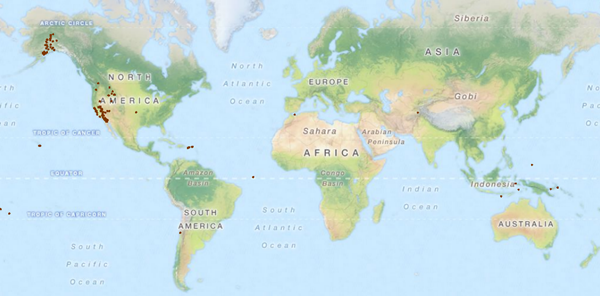 ARCTIC CIRCLE
Siberia
NORTH
AMERICA
North
Atlantic
Ocean
EUROPE
ASIA
Gobi
TROPIC OF CANCER
Sahara
Arabian
Peninsula
AFRICA
EQUATOR
Amazon
Basin
Congo
Basin
Indian
Ocean
Indonesia
TROPIC OF CAPRICORN
SOUTH
AMERICA
South
Atlantic
Ocean
AUSTRALIA
South
Pacific
Ocean